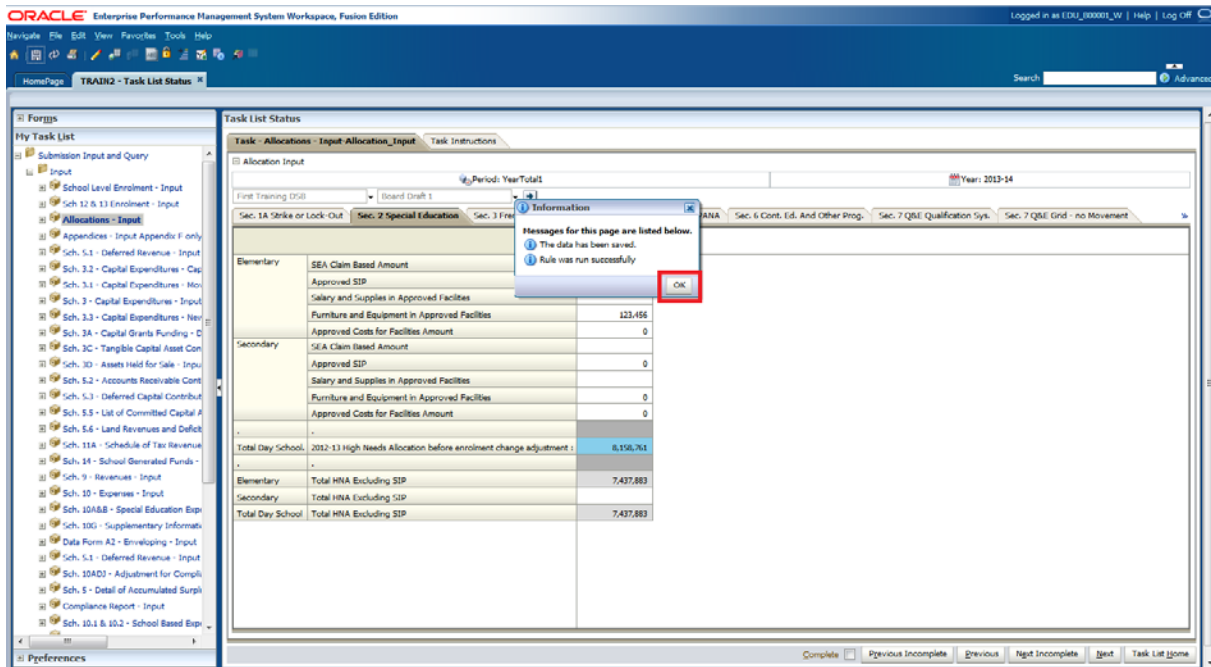 ORACLE Enterprise Performance Management System Workspace, Fusion Edition
Logged in as EDU_B00001_W | Help | Log Off
Navigate File Edit View Favorites Tools Help
HomePage TRAIN2 - Task List Status
Search Advanced
Forms
My Task List
Submission Input and Query
Input
School Level Enrolment - Input
Sch 12 & 13 Enrolment - Input
Allocations - Input
Appendices - Input Appendix F only
Sch. 5.1 - Deferred Revenue - Input
Sch. 3.2 - Capital Expenditures - Cap
Sch. 3.1 - Capital Expenditures - Mov
Sch. 3 - Capital Expenditures - Input
Sch. 3.3 - Capital Expenditures - New
Sch. 3A - Capital Grants Funding - D
Sch. 3C - Tangible Capital Asset Con
Sch. 3D - Assets Held for Sale - Inpu
Sch. 5.2 - Accounts Receivable Cont
Sch. 5.3 - Deferred Capital Contribut
Sch. 5.5 - List of Committed Capital A
Sch. 5.6 - Land Revenues and Deficit
Sch. 11A - Schedule of Tax Revenue
Sch. 14 - School Generated Funds -
Sch. 9 - Revenues - Input
Sch. 10 - Expenses - Input
Sch. 10A&B - Special Education Exp
Sch. 10G - Supplementary Informati
Data Form A2 - Enveloping - Input
Sch. 5.1 - Deferred Revenue - Input
Sch. 10ADJ - Adjustment for Compli
Sch. 5 - Detail of Accumulated Surpl
Compliance Report - Input
Sch. 10.1 & 10.2 - School Based Exp
Preferences
Task List Status
Task - Allocations - Input-Allocation_Input Task Instructions
Allocation Input
Period: YearTotal1 Year: 2013-14
First Training DSB Board Draft 1
Sec. 1A Strike or Lock-Out Sec. 2 Special Education Sec. 3 Fre ANA Sec. 6 Cont. Ed. And Other Prog. Sec. 7 Q&E Qualification Sys. Sec. 7 Q&E Grid - no Movement
Information
Messages for this page are listed below.
The data has been saved.
Rule was run successfully
OK
Elementary SEA Claim Based Amount
Approved SIP
Salary and Supplies in Approved Facilities
Furniture and Equipment in Approved Facilities 123,456
Approved Costs for Facilities Amount 0
Secondary SEA Claim Based Amount
Approved SIP 0
Salary and Supplies in Approved Facilities
Furniture and Equipment in Approved Facilities 0
Approved Costs for Facilities Amount 0
. .
Total Day School. 2012-13 High Needs Allocation before enrolment change adjustment : 8,158,761
. .
Elementary Total HNA Excluding SIP 7,437,883
Secondary Total HNA Excluding SIP
Total Day School Total HNA Excluding SIP 7,437,883
Complete Previous Incomplete Previous Next Incomplete Next Task List Home